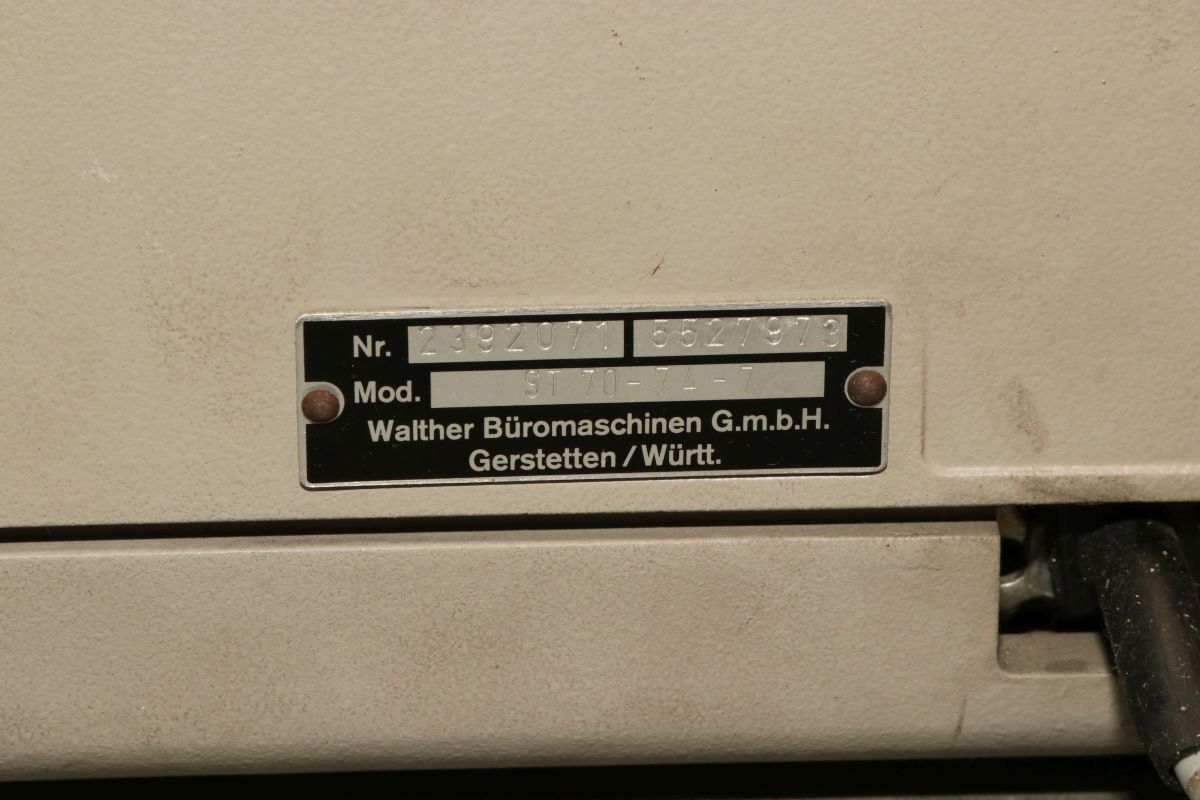 Nr. 2392071 5527973
Mod. ST 70-74-7
Walther Büromaschinen G.m.b.H.
Gerstetten/Württ.